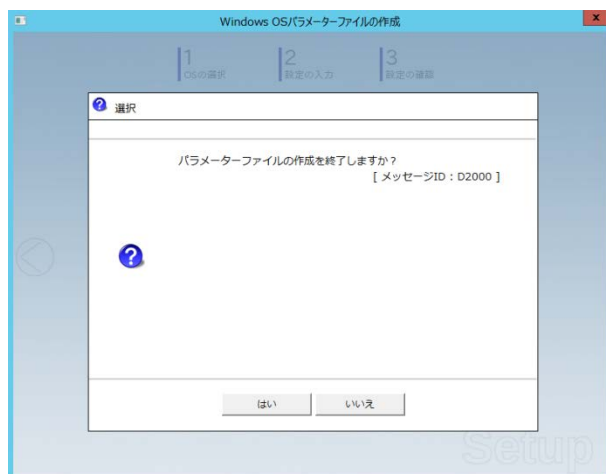 Windows OSパラメーターファイルの作成
x
1
OSの選択
2
設定の入力
3
設定の確認
選択
パラメーターファイルの作成を終了しますか？
[ メッセージID：D2000 ]
はい
いいえ
Setup